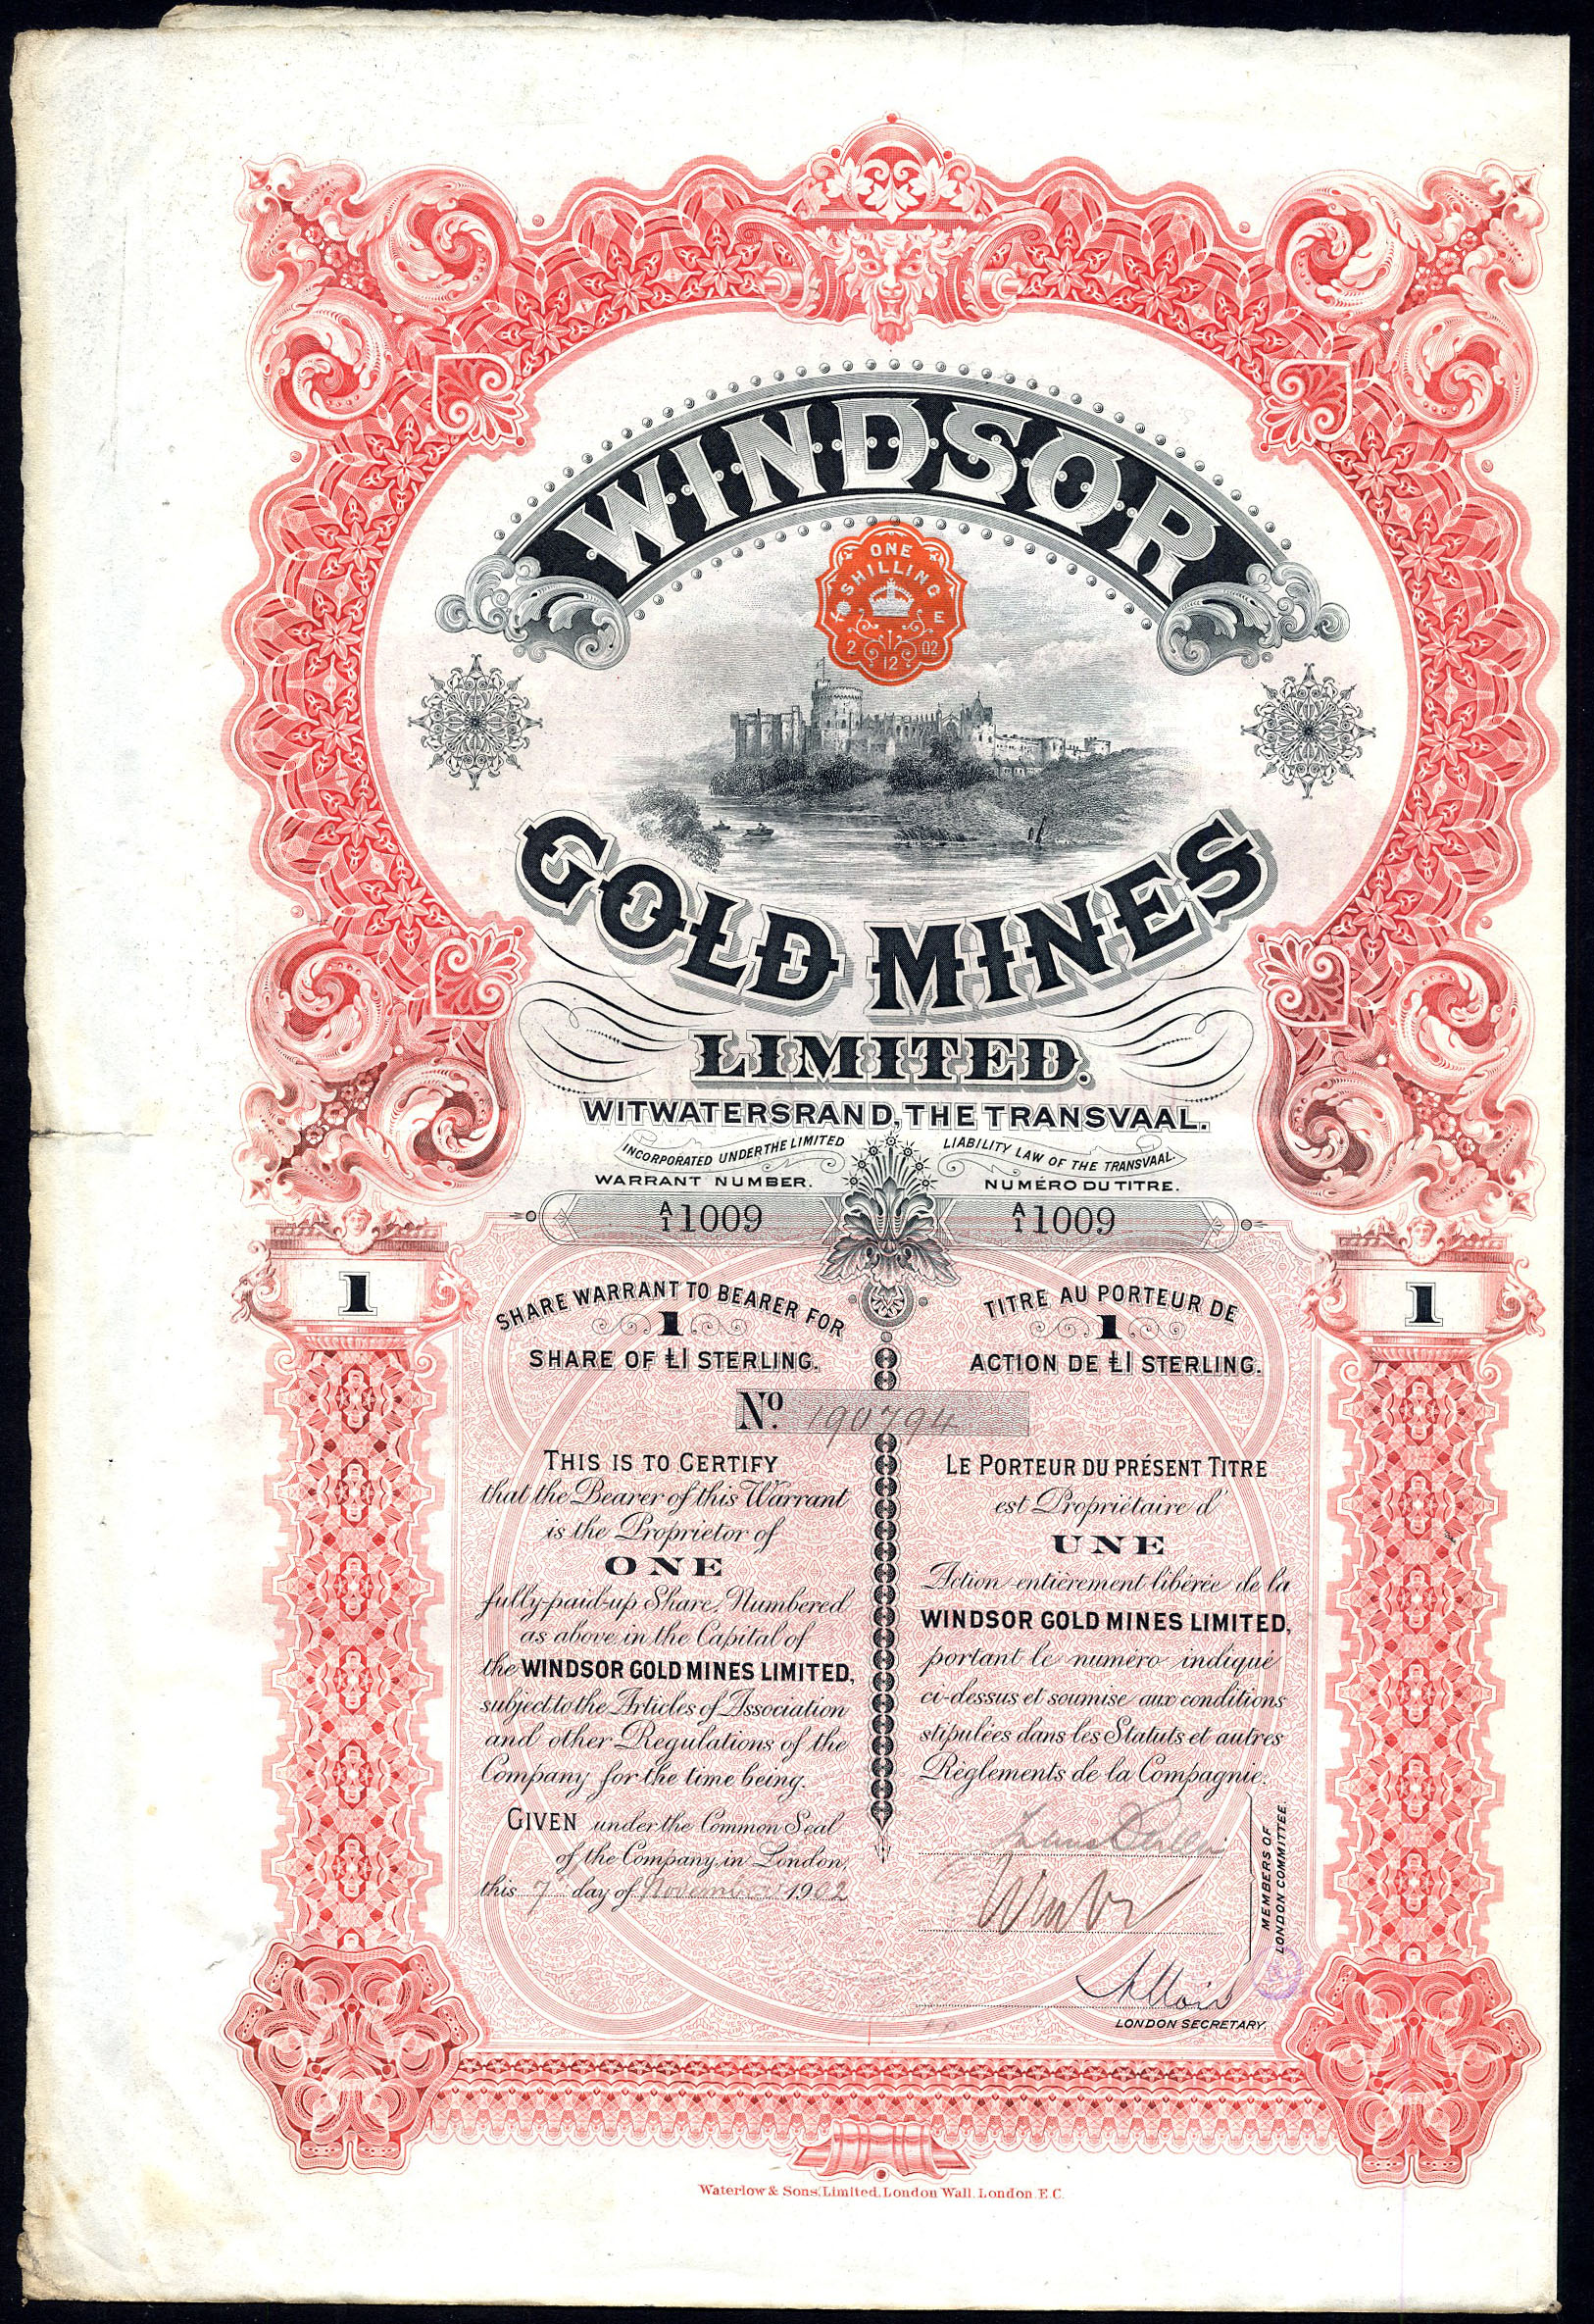 WINDSOR
ONE
SHILLING
E
2 02
12
GOLD MINES
LIMITED.
WITWATERSRAND, THE TRANSVAAL.
INCORPORATED UNDER THE LIMITED LIABILITY LAW OF THE TRANSVAAL.
WARRANT NUMBER.
A/1 1009
NUMÉRO DU TITRE.
A/1 1009
1
1
SHARE WARRANT TO BEARER FOR
1
SHARE OF £1 STERLING.
TITRE AU PORTEUR DE
1
ACTION DE £1 STERLING.
No. 190794
THIS IS TO CERTIFY
that the Bearer of this Warrant
is the Proprietor of
ONE
fully-paid-up Share, Numbered
as above, in the Capital of
the WINDSOR GOLD MINES LIMITED,
subject to the Articles of Association
and other Regulations of the
Company for the time being.
GIVEN under the Common Seal
of the Company in London,
this 7th day of November 1902
LE PORTEUR DU PRÉSENT TITRE
est Propriétaire d'
UNE
Action entièrement libérée de la
WINDSOR GOLD MINES LIMITED,
portant le numéro indiqué
ci-dessus et soumise aux conditions
stipulées dans les Statuts et autres
Règlements de la Compagnie.
MEMBERS OF
LONDON COMMITTEE.
LONDON SECRETARY.
Waterlow & Sons, Limited, London Wall, London E.C.